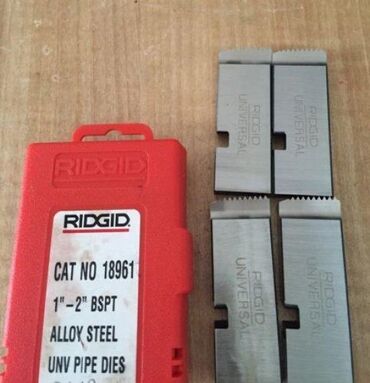 RIDGID
RIDGID
CAT NO 18961
1"-2" BSPT
ALLOY STEEL
UNV PIPE DIES
RIDGID
UNIVERSAL
RIDGID
UNIVERSAL
RIDGID
UNIVERSAL
RIDGID
UNIVERSAL